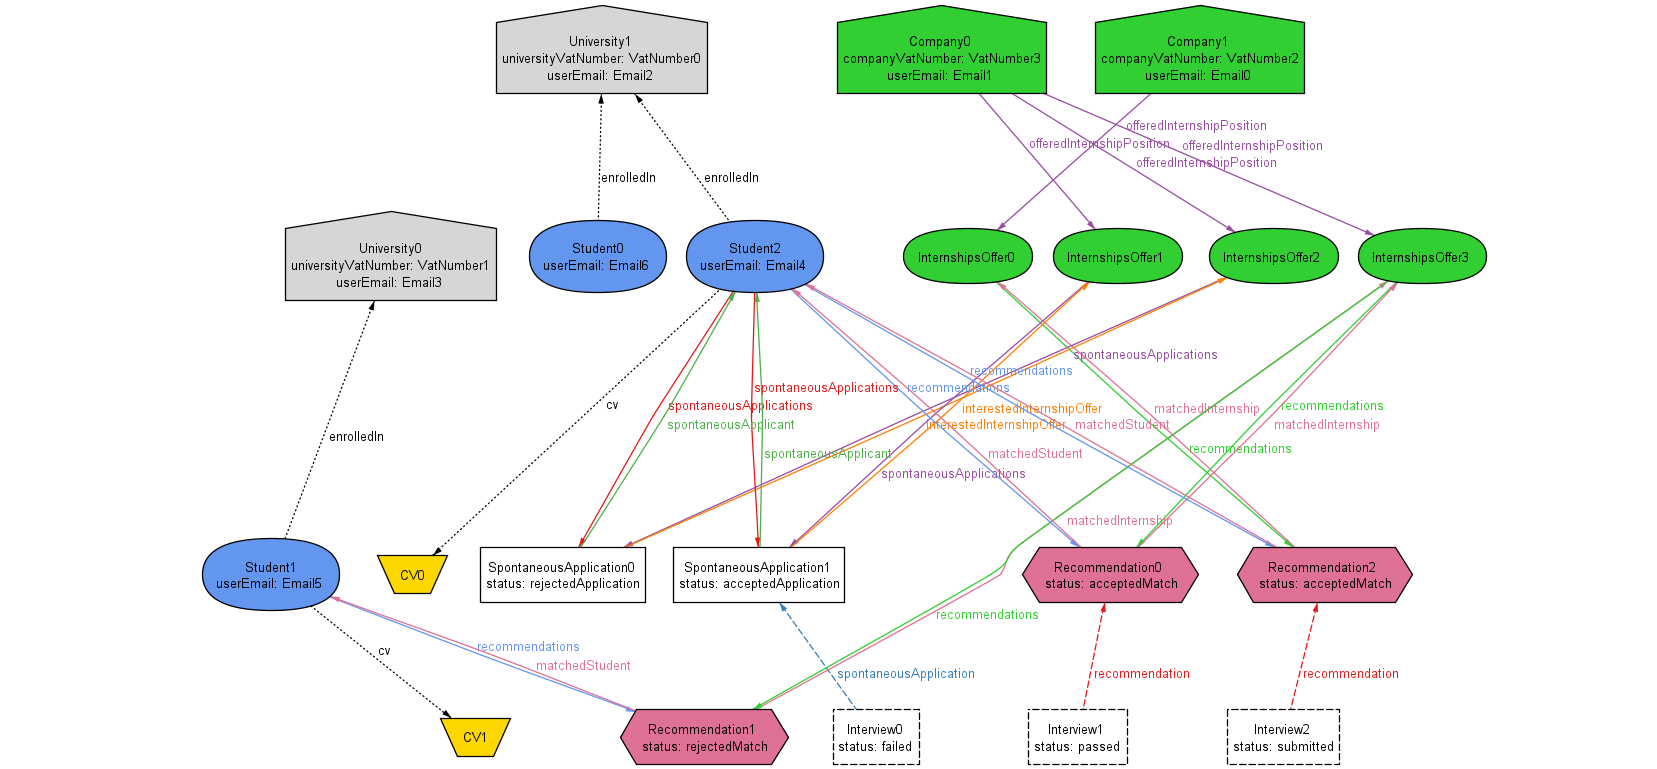 University1
universityVatNumber: VatNumber0
userEmail: Email2
Company0
companyVatNumber: VatNumber3
userEmail: Email1
Company1
companyVatNumber: VatNumber2
userEmail: Email0
offeredInternshipPosition
offeredInternshipPosition
offeredInternshipPosition
offeredInternshipPosition
enrolledIn
enrolledIn
University0
universityVatNumber: VatNumber1
userEmail: Email3
Student0
userEmail: Email6
Student2
userEmail: Email4
InternshipsOffer0
InternshipsOffer1
InternshipsOffer2
InternshipsOffer3
spontaneousApplications
recommendations
spontaneousApplications
recommendations
cv
spontaneousApplications
interestedInternshipOffer
matchedInternship
recommendations
spontaneousApplicant
interestedInternshipOffer
matchedStudent
matchedInternship
enrolledIn
spontaneousApplicant
matchedStudent
recommendations
spontaneousApplications
matchedInternship
Student1
userEmail: Email5
CV0
SpontaneousApplication0
status: rejectedApplication
SpontaneousApplication1
status: acceptedApplication
Recommendation0
status: acceptedMatch
Recommendation2
status: acceptedMatch
recommendations
cv
recommendations
matchedStudent
spontaneousApplication
recommendation
recommendation
CV1
Recommendation1
status: rejectedMatch
Interview0
status: failed
Interview1
status: passed
Interview2
status: submitted